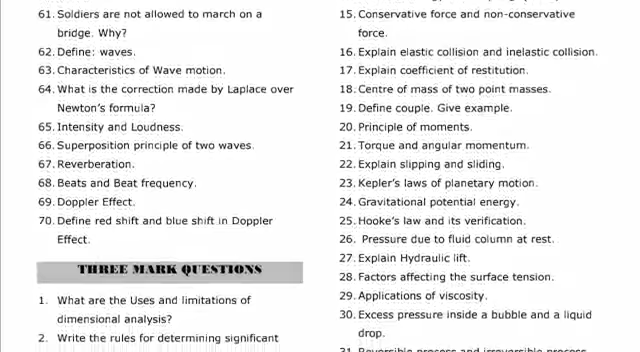 61. Soldiers are not allowed to march on a
bridge. Why?
62. Define: waves.
63. Characteristics of Wave motion.
64. What is the correction made by Laplace over
Newton's formula?
65. Intensity and Loudness.
66. Superposition principle of two waves.
67. Reverberation.
68. Beats and Beat frequency.
69. Doppler Effect.
70. Define red shift and blue shift in Doppler
Effect.
THREE MARK QUESTIONS
1. What are the Uses and limitations of
dimensional analysis?
2. Write the rules for determining significant
15. Conservative force and non-conservative
force.
16. Explain elastic collision and inelastic collision.
17. Explain coefficient of restitution.
18. Centre of mass of two point masses.
19. Define couple. Give example.
20. Principle of moments.
21. Torque and angular momentum.
22. Explain slipping and sliding.
23. Kepler's laws of planetary motion.
24. Gravitational potential energy.
25. Hooke's law and its verification.
26. Pressure due to fluid column at rest.
27. Explain Hydraulic lift.
28. Factors affecting the surface tension.
29. Applications of viscosity.
30. Excess pressure inside a bubble and a liquid
drop.
31. Reversible process and irreversible process